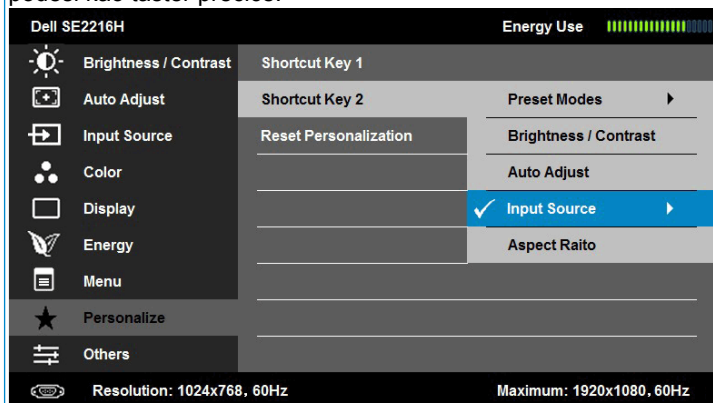 Dell SE2216H Energy Use
Brightness / Contrast Shortcut Key 1
Auto Adjust Shortcut Key 2 Preset Modes
Input Source Reset Personalization Brightness / Contrast
Color Auto Adjust
Display Input Source
Energy Aspect Raito
Menu
Personalize
Others
Resolution: 1024x768, 60Hz Maximum: 1920x1080, 60Hz